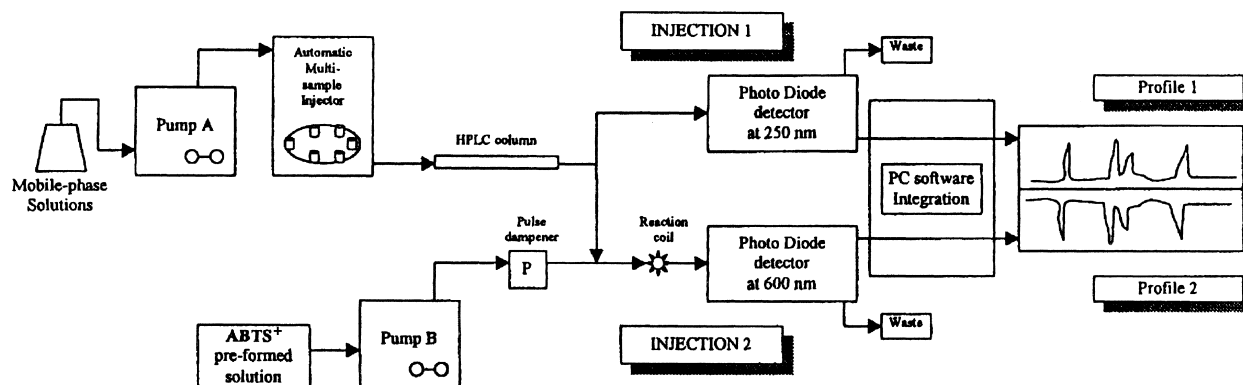 INJECTION 1
Waste
Automatic
Multi-
sample
Injector
Photo Diode
detector
at 250 nm
Profile 1
Pump A
HPLC column
Mobile-phase
Solutions
PC software
Integration
Pulse
dampener
Reaction
coil
P
Photo Diode
detector
at 600 nm
Profile 2
ABTS+
pre-formed
solution
Pump B
INJECTION 2
Waste